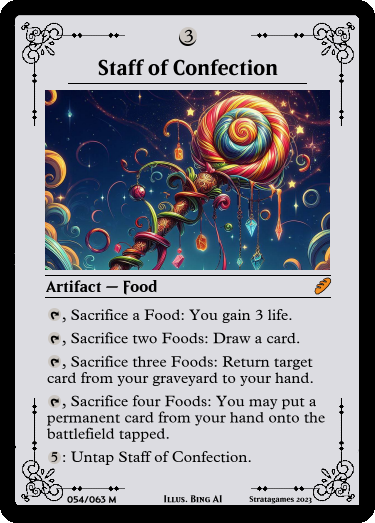 3
Staff of Confection
Artifact — Food
, Sacrifice a Food: You gain 3 life.
, Sacrifice two Foods: Draw a card.
, Sacrifice three Foods: Return target
card from your graveyard to your hand.
, Sacrifice four Foods: You may put a
permanent card from your hand onto the
battlefield tapped.
5: Untap Staff of Confection.
054/063 M Illus. Bing AI Stratagames 2023